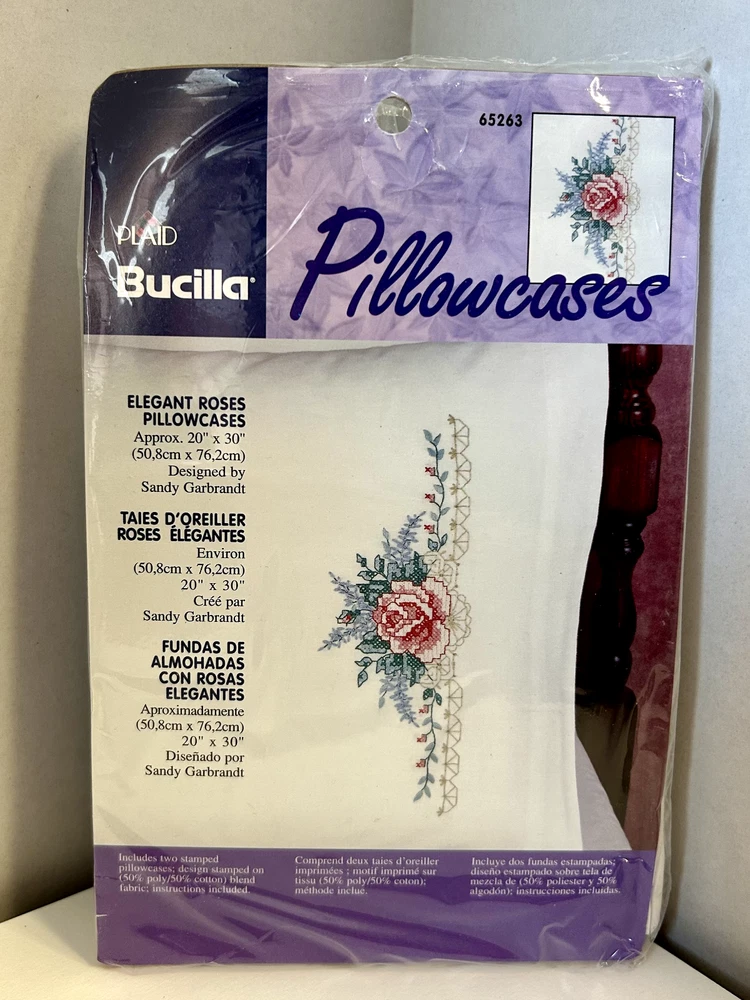 65263
PLAID
Bucilla®
Pillowcases
ELEGANT ROSES
PILLOWCASES
Approx. 20" x 30"
(50,8cm x 76,2cm)
Designed by
Sandy Garbrandt
TAIES D'OREILLER
ROSES ÉLÉGANTES
Environ
(50,8cm x 76,2cm)
20" x 30"
Créé par
Sandy Garbrandt
FUNDAS DE
ALMOHADAS
CON ROSAS
ELEGANTES
Aproximadamente
(50,8cm x 76,2cm)
20" x 30"
Diseñado por
Sandy Garbrandt
Includes two stamped
pillowcases; design stamped on
(50% poly/50% cotton) blend
fabric; instructions included.
Comprend deux taies d'oreiller
imprimées ; motif imprimé sur
tissu (50% poly/50% coton);
méthode inclue.
Incluye dos fundas estampadas;
diseño estampado sobre tela de
mezcla de (50% poliester y 50%
algodón); instrucciones incluidas.